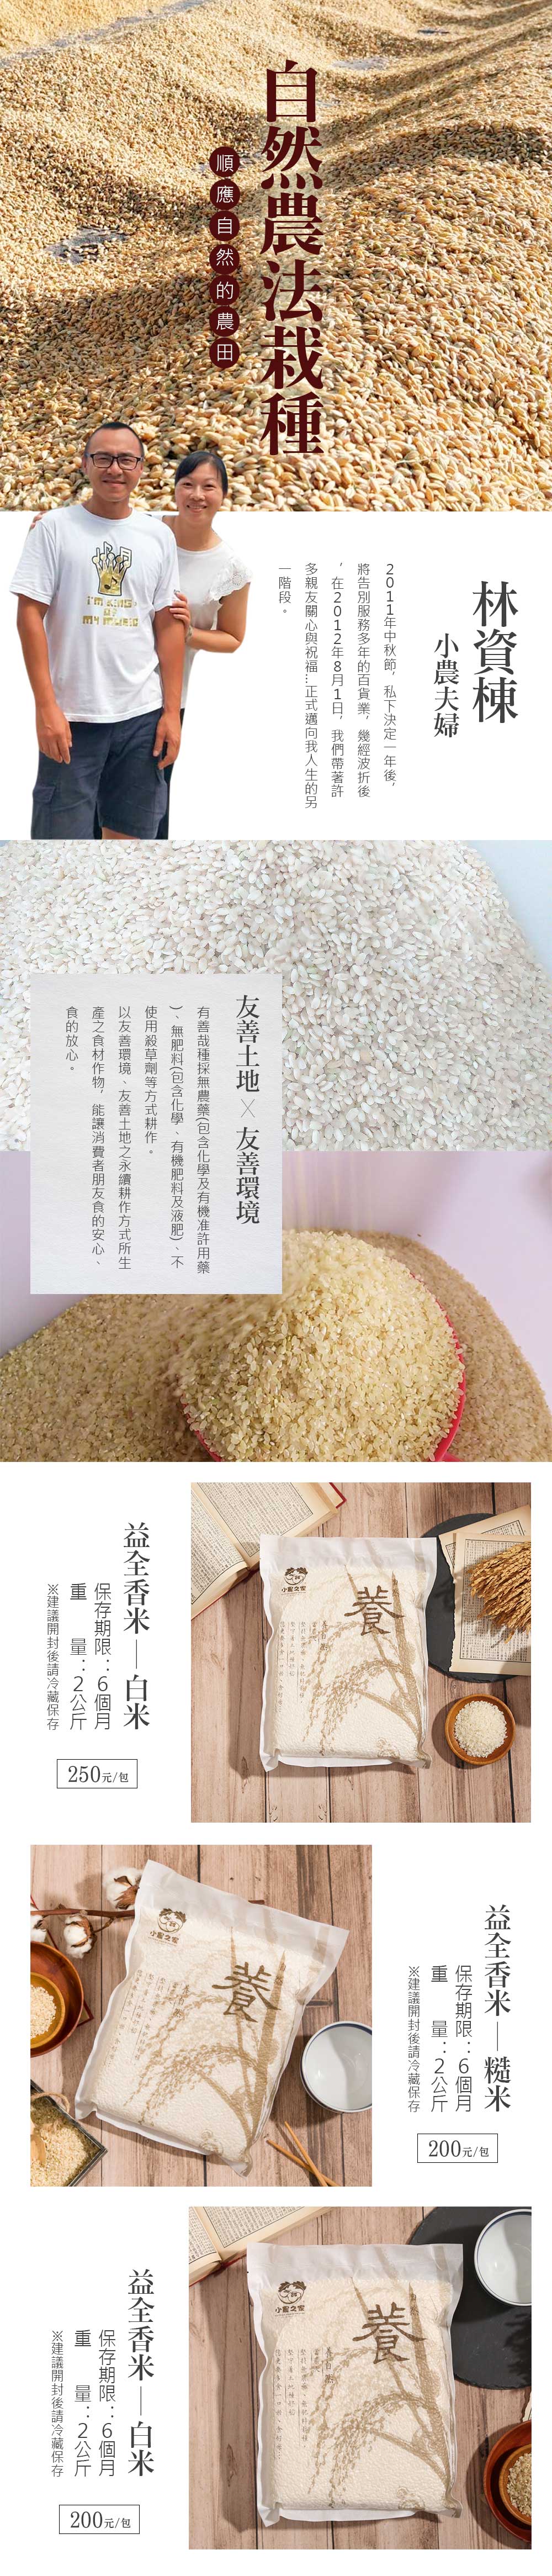 自然農法栽種
順應自然的農田
I'M KING
OF
MY MUSIC
林資棟
小農夫婦
2011年中秋節，私下決定一年後，
將告別服務多年的百貨業，幾經波折後
，在2012年8月1日，我們帶著許
多親友關心與祝福…正式邁向我人生的另
一階段。
友善土地×友善環境
有善哉種採無農藥(包含化學及有機准許用藥
)、無肥料(包含化學、有機肥料及液肥)、不
使用殺草劑等方式耕作。
以友善環境、友善土地之永續耕作方式所生
產之食材作物，能讓消費者朋友食的安心、
食的放心。
益全香米—白米
保存期限：6個月
重　量：2公斤
※建議開封後請冷藏保存
250元/包
養
益全香米—糙米
保存期限：6個月
重　量：2公斤
※建議開封後請冷藏保存
200元/包
養
益全香米—白米
保存期限：6個月
重　量：2公斤
※建議開封後請冷藏保存
200元/包
養